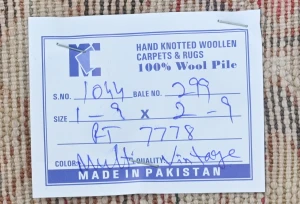 KC
HAND KNOTTED WOOLLEN
CARPETS & RUGS
100% Wool Pile
S.NO. 1044 BALE NO. 299
SIZE 1-9 x 2-9
PT 7778
COLOR: Multi QUALITY: Vintage
MADE IN PAKISTAN